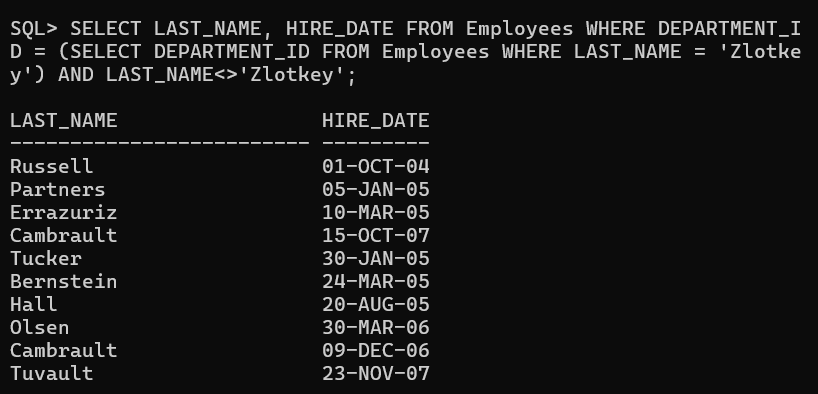 SQL> SELECT LAST_NAME, HIRE_DATE FROM Employees WHERE DEPARTMENT_I
D = (SELECT DEPARTMENT_ID FROM Employees WHERE LAST_NAME = 'Zlotke
y') AND LAST_NAME<>'Zlotkey';

LAST_NAME                 HIRE_DATE
------------------------- ---------
Russell                   01-OCT-04
Partners                  05-JAN-05
Errazuriz                 10-MAR-05
Cambrault                 15-OCT-07
Tucker                    30-JAN-05
Bernstein                 24-MAR-05
Hall                      20-AUG-05
Olsen                     30-MAR-06
Cambrault                 09-DEC-06
Tuvault                   23-NOV-07